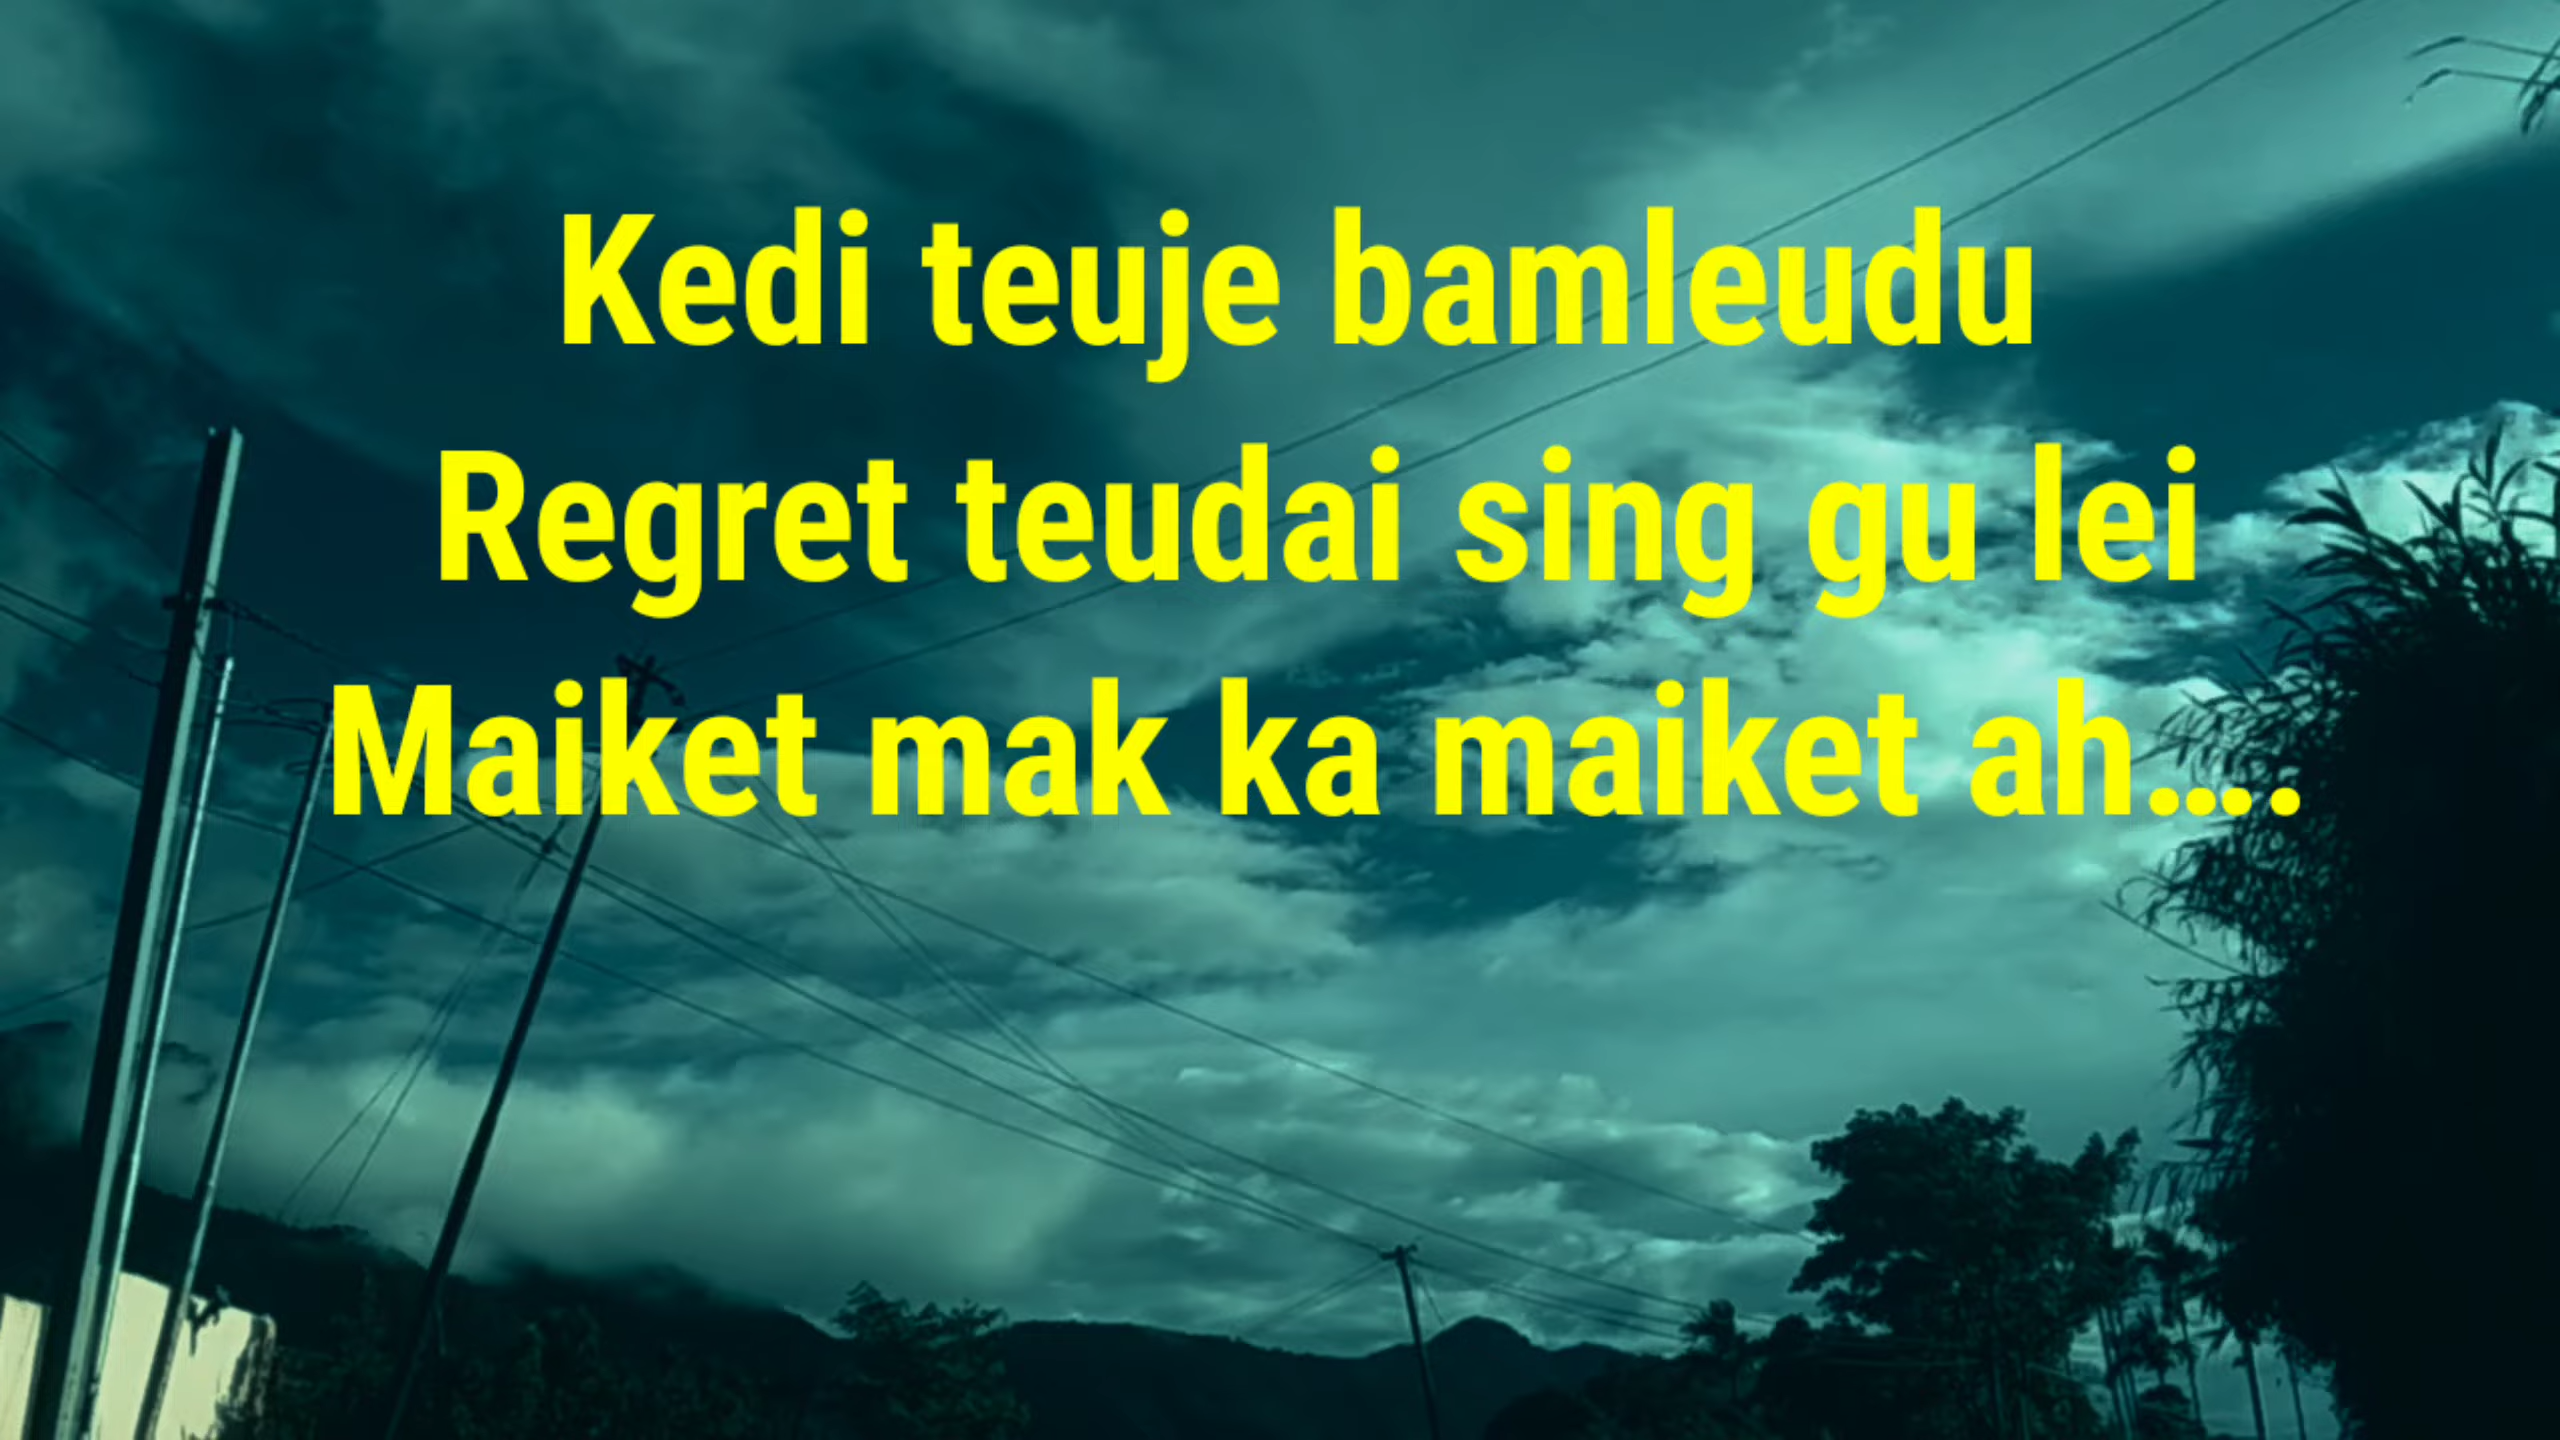 Kedi teuje bamleudu
Regret teudai sing gu lei
Maiket mak ka maiket ah....